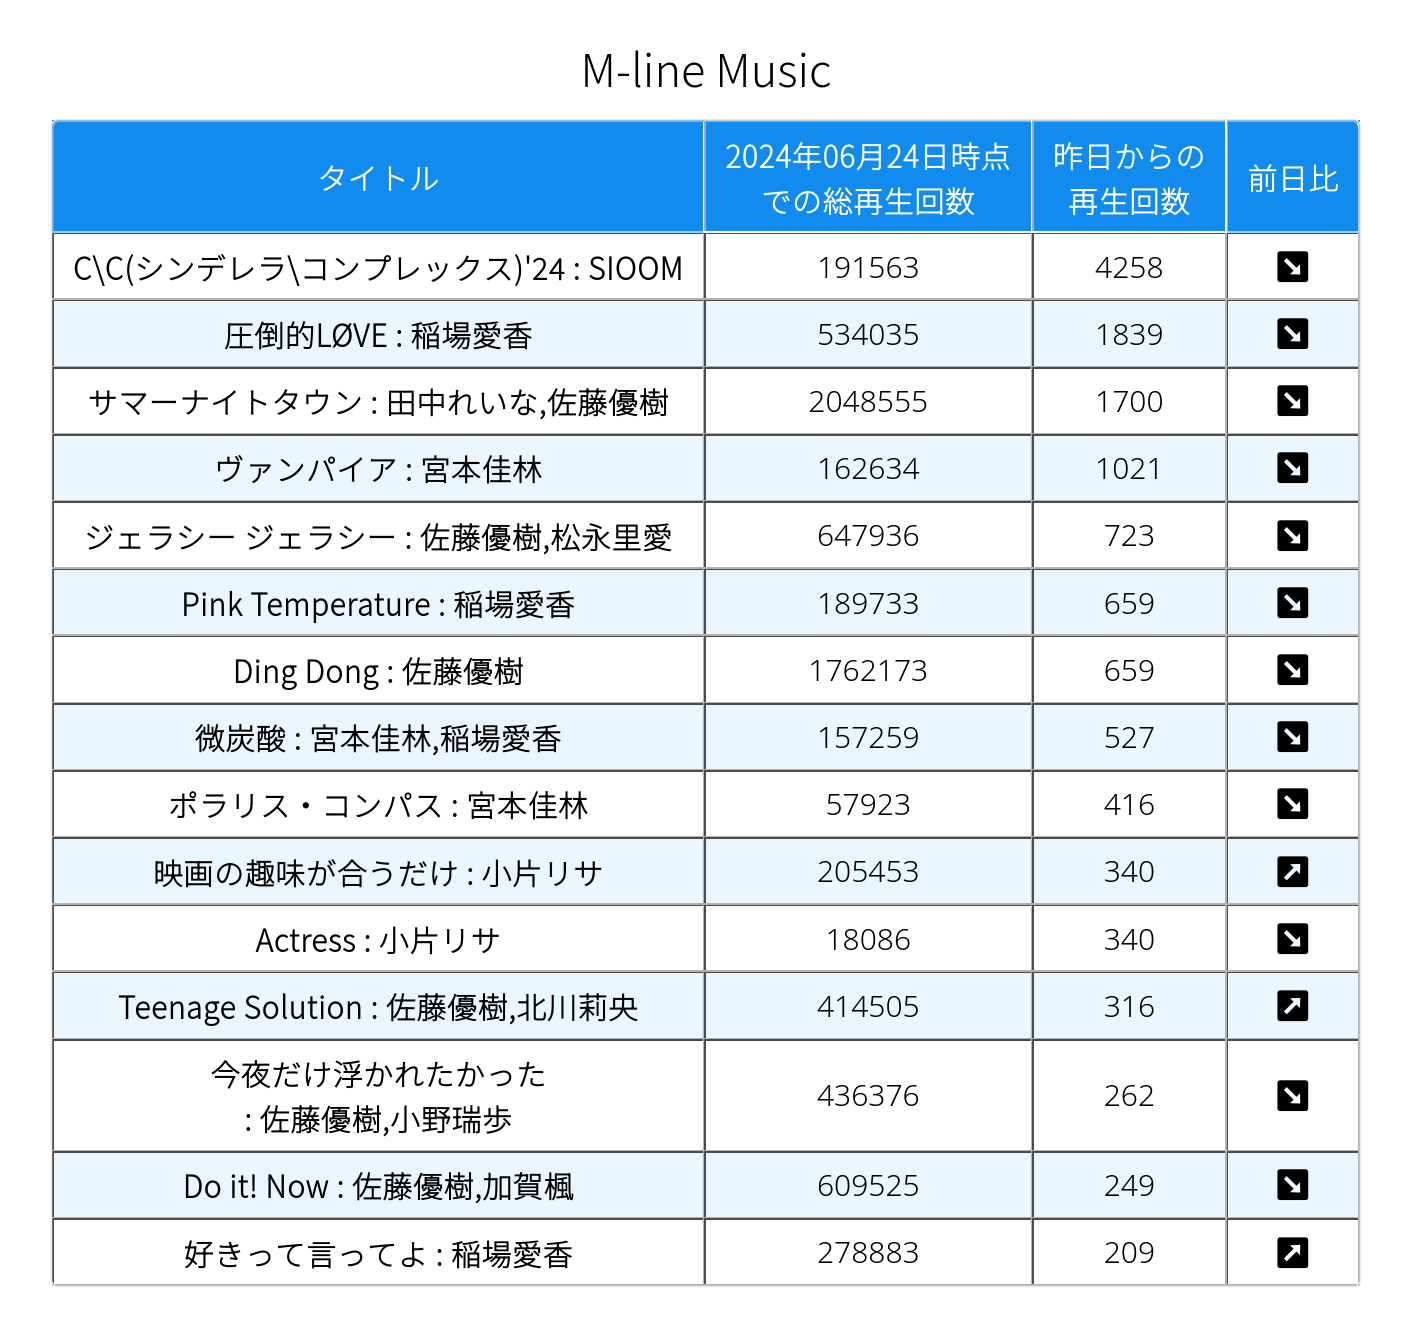 M-line Music
タイトル
2024年06月24日時点
での総再生回数
昨日からの
再生回数
前日比
C\C(シンデレラ\コンプレックス)'24 : SIOOM 191563 4258
圧倒的LØVE : 稲場愛香 534035 1839
サマーナイトタウン : 田中れいな,佐藤優樹 2048555 1700
ヴァンパイア : 宮本佳林 162634 1021
ジェラシー ジェラシー : 佐藤優樹,松永里愛 647936 723
Pink Temperature : 稲場愛香 189733 659
Ding Dong : 佐藤優樹 1762173 659
微炭酸 : 宮本佳林,稲場愛香 157259 527
ポラリス・コンパス : 宮本佳林 57923 416
映画の趣味が合うだけ : 小片リサ 205453 340
Actress : 小片リサ 18086 340
Teenage Solution : 佐藤優樹,北川莉央 414505 316
今夜だけ浮かれたかった
: 佐藤優樹,小野瑞歩 436376 262
Do it! Now : 佐藤優樹,加賀楓 609525 249
好きって言ってよ : 稲場愛香 278883 209